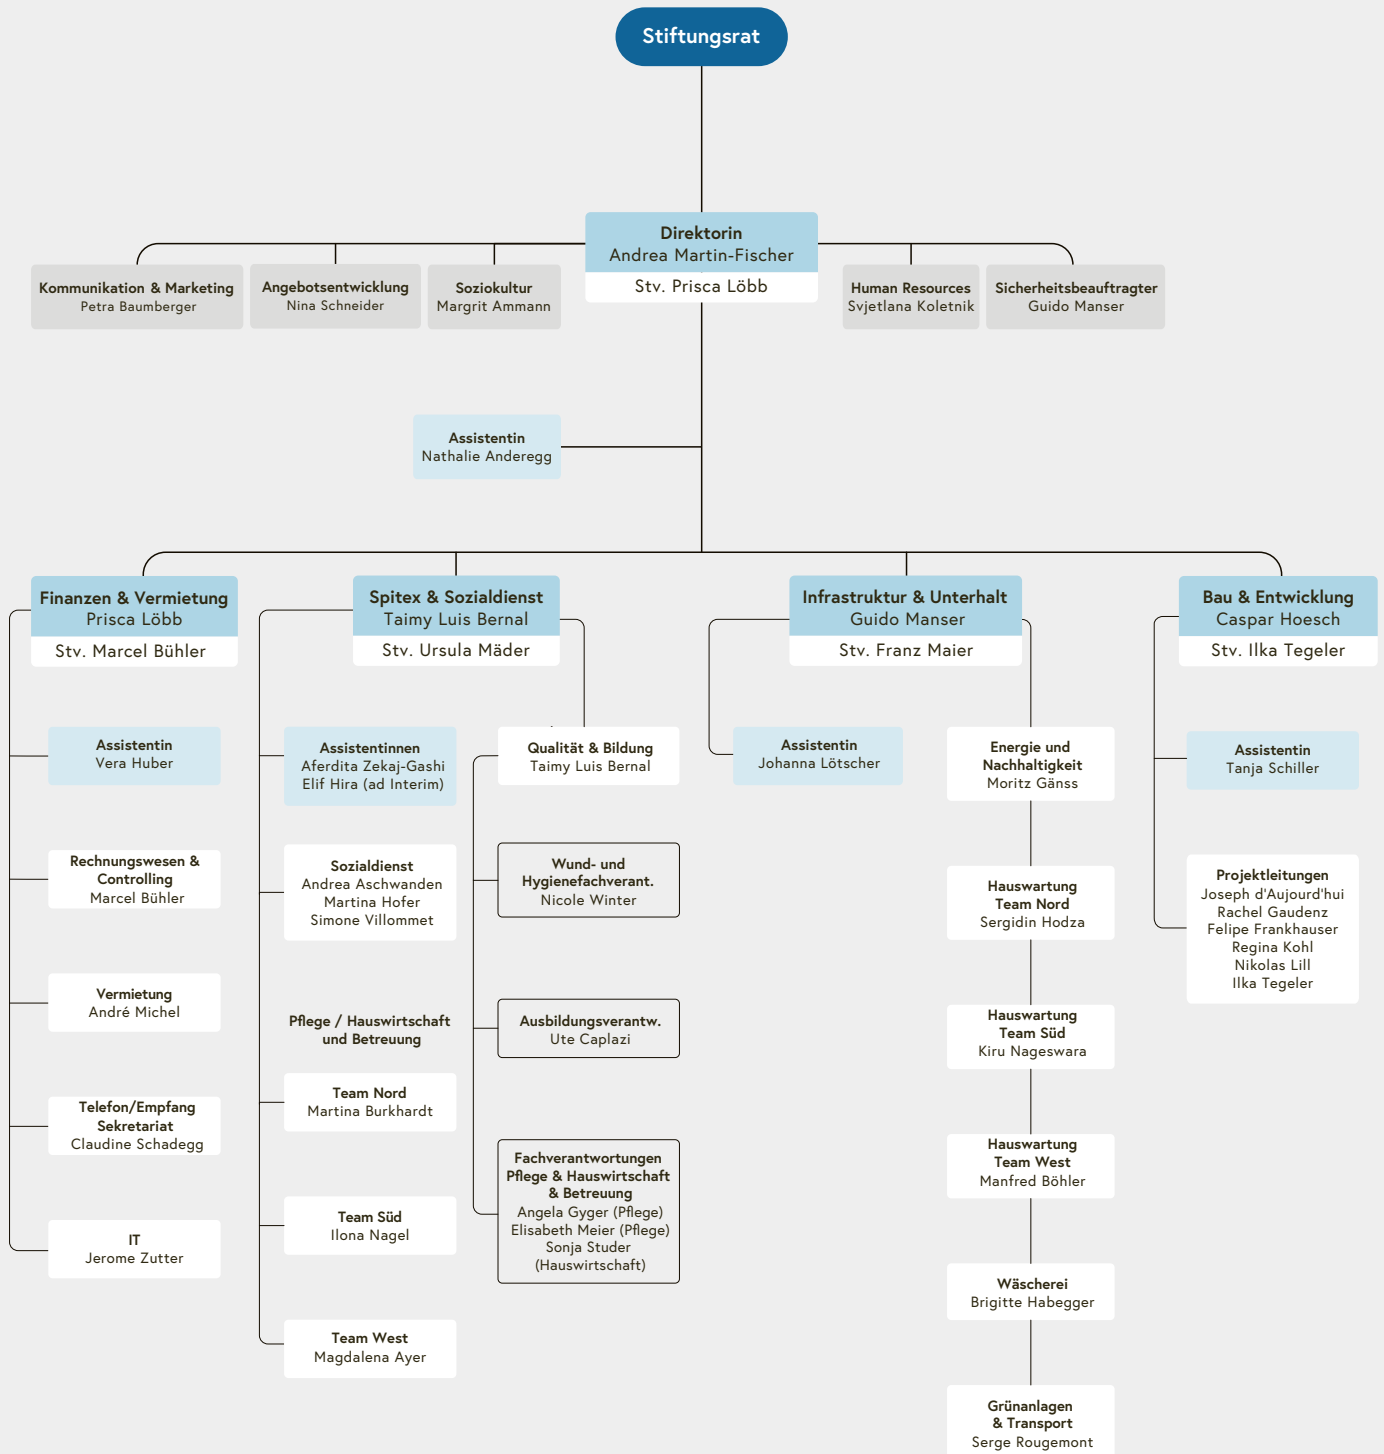 Stiftungsrat
Direktorin
Andrea Martin-Fischer
Stv. Prisca Löbb
Kommunikation & Marketing
Petra Baumberger
Angebotsentwicklung
Nina Schneider
Soziokultur
Margrit Ammann
Human Resources
Svjetlana Koletnik
Sicherheitsbeauftragter
Guido Manser
Assistentin
Nathalie Anderegg
Finanzen & Vermietung
Prisca Löbb
Stv. Marcel Bühler
Assistentin
Vera Huber
Rechnungswesen &
Controlling
Marcel Bühler
Vermietung
André Michel
Telefon/Empfang
Sekretariat
Claudine Schadegg
IT
Jerome Zutter
Spitex & Sozialdienst
Taimy Luis Bernal
Stv. Ursula Mäder
Assistentinnen
Aferdita Zekaj-Gashi
Elif Hira (ad Interim)
Sozialdienst
Andrea Aschwanden
Martina Hofer
Simone Villommet
Pflege / Hauswirtschaft
und Betreuung
Team Nord
Martina Burkhardt
Team Süd
Ilona Nagel
Team West
Magdalena Ayer
Qualität & Bildung
Taimy Luis Bernal
Wund- und
Hygienefachverant.
Nicole Winter
Ausbildungsverantw.
Ute Caplazi
Fachverantwortungen
Pflege & Hauswirtschaft
& Betreuung
Angela Gyger (Pflege)
Elisabeth Meier (Pflege)
Sonja Studer
(Hauswirtschaft)
Infrastruktur & Unterhalt
Guido Manser
Stv. Franz Maier
Assistentin
Johanna Lötscher
Energie und
Nachhaltigkeit
Moritz Gänss
Hauswartung
Team Nord
Sergidin Hodza
Hauswartung
Team Süd
Kiru Nageswara
Hauswartung
Team West
Manfred Böhler
Wäscherei
Brigitte Habegger
Grünanlagen
& Transport
Serge Rougemont
Bau & Entwicklung
Caspar Hoesch
Stv. Ilka Tegeler
Assistentin
Tanja Schiller
Projektleitungen
Joseph d'Aujourd'hui
Rachel Gaudenz
Felipe Frankhauser
Regina Kohl
Nikolas Lill
Ilka Tegeler